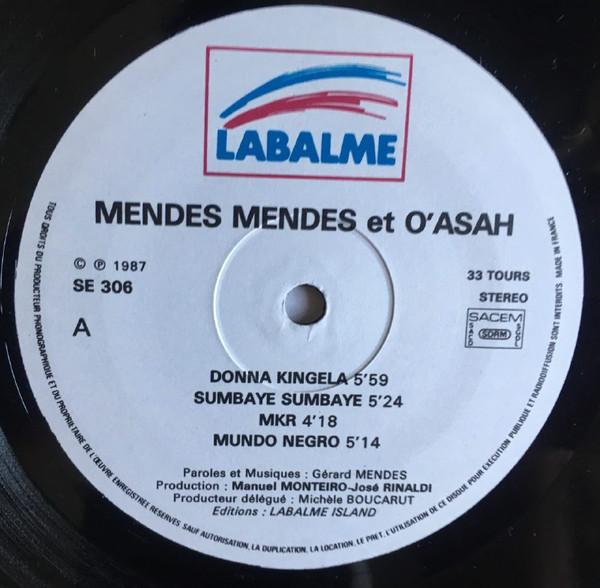 LABALME
MENDES MENDES et O'ASAH
© ℗ 1987
SE 306
A
33 TOURS
STEREO
SACEM
SACD
SDRM
SCGL
DONNA KINGELA 5'59
SUMBAYE SUMBAYE 5'24
MKR 4'18
MUNDO NEGRO 5'14
Paroles et Musiques : Gérard MENDES
Production : Manuel MONTEIRO-José RINALDI
Producteur délégué : Michèle BOUCARUT
Editions : LABALME ISLAND
TOUS DROITS DU PRODUCTEUR PHONOGRAPHIQUE ET DU PROPRIETAIRE DE L'ŒUVRE ENREGISTREE RESERVES SAUF AUTORISATION, LA DUPLICATION, LA LOCATION, LE PRET, L'UTILISATION DE CE DISQUE POUR EXECUTION PUBLIQUE ET RADIODIFFUSION SONT INTERDITS. MADE IN FRANCE